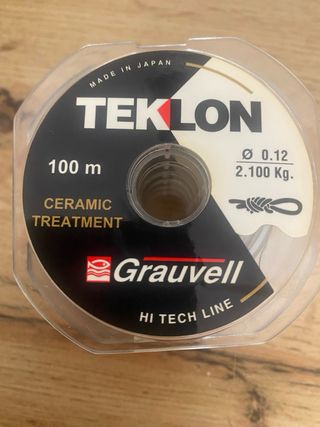 MADE IN JAPAN
TEKLON
100 m
Ø 0.12
2.100 Kg.
CERAMIC
TREATMENT
Grauvell
HI TECH LINE